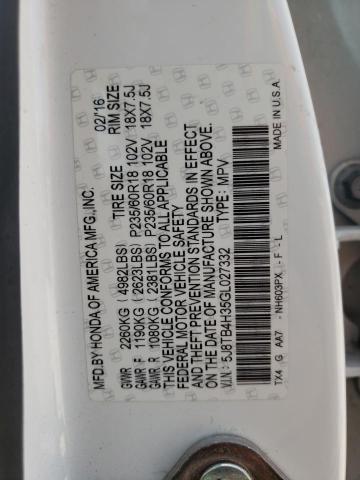 MFD.BY HONDA OF AMERICA MFG.,INC. 02/16
TIRE SIZE RIM SIZE
GVWR 2260KG (4982LBS)
GAWR F 1190KG (2623LBS) P235/60R18 102V 18X7.5J
GAWR R 1080KG (2381LBS) P235/60R18 102V 18X7.5J
THIS VEHICLE CONFORMS TO ALL APPLICABLE
FEDERAL MOTOR VEHICLE SAFETY
AND THEFT PREVENTION STANDARDS IN EFFECT
ON THE DATE OF MANUFACTURE SHOWN ABOVE.
V.I.N: 5J8TB4H35GL027332 TYPE: MPV
TX4 G AA7 - NH603PX - F - L MADE IN U.S.A.